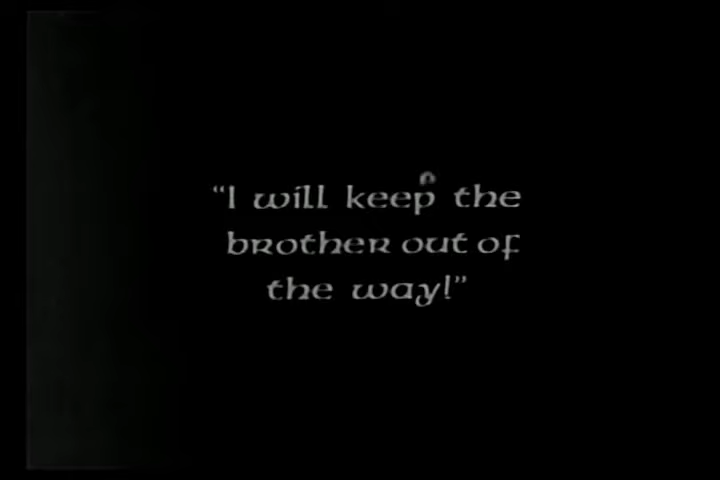 “I will keep the
brother out of
the way!”